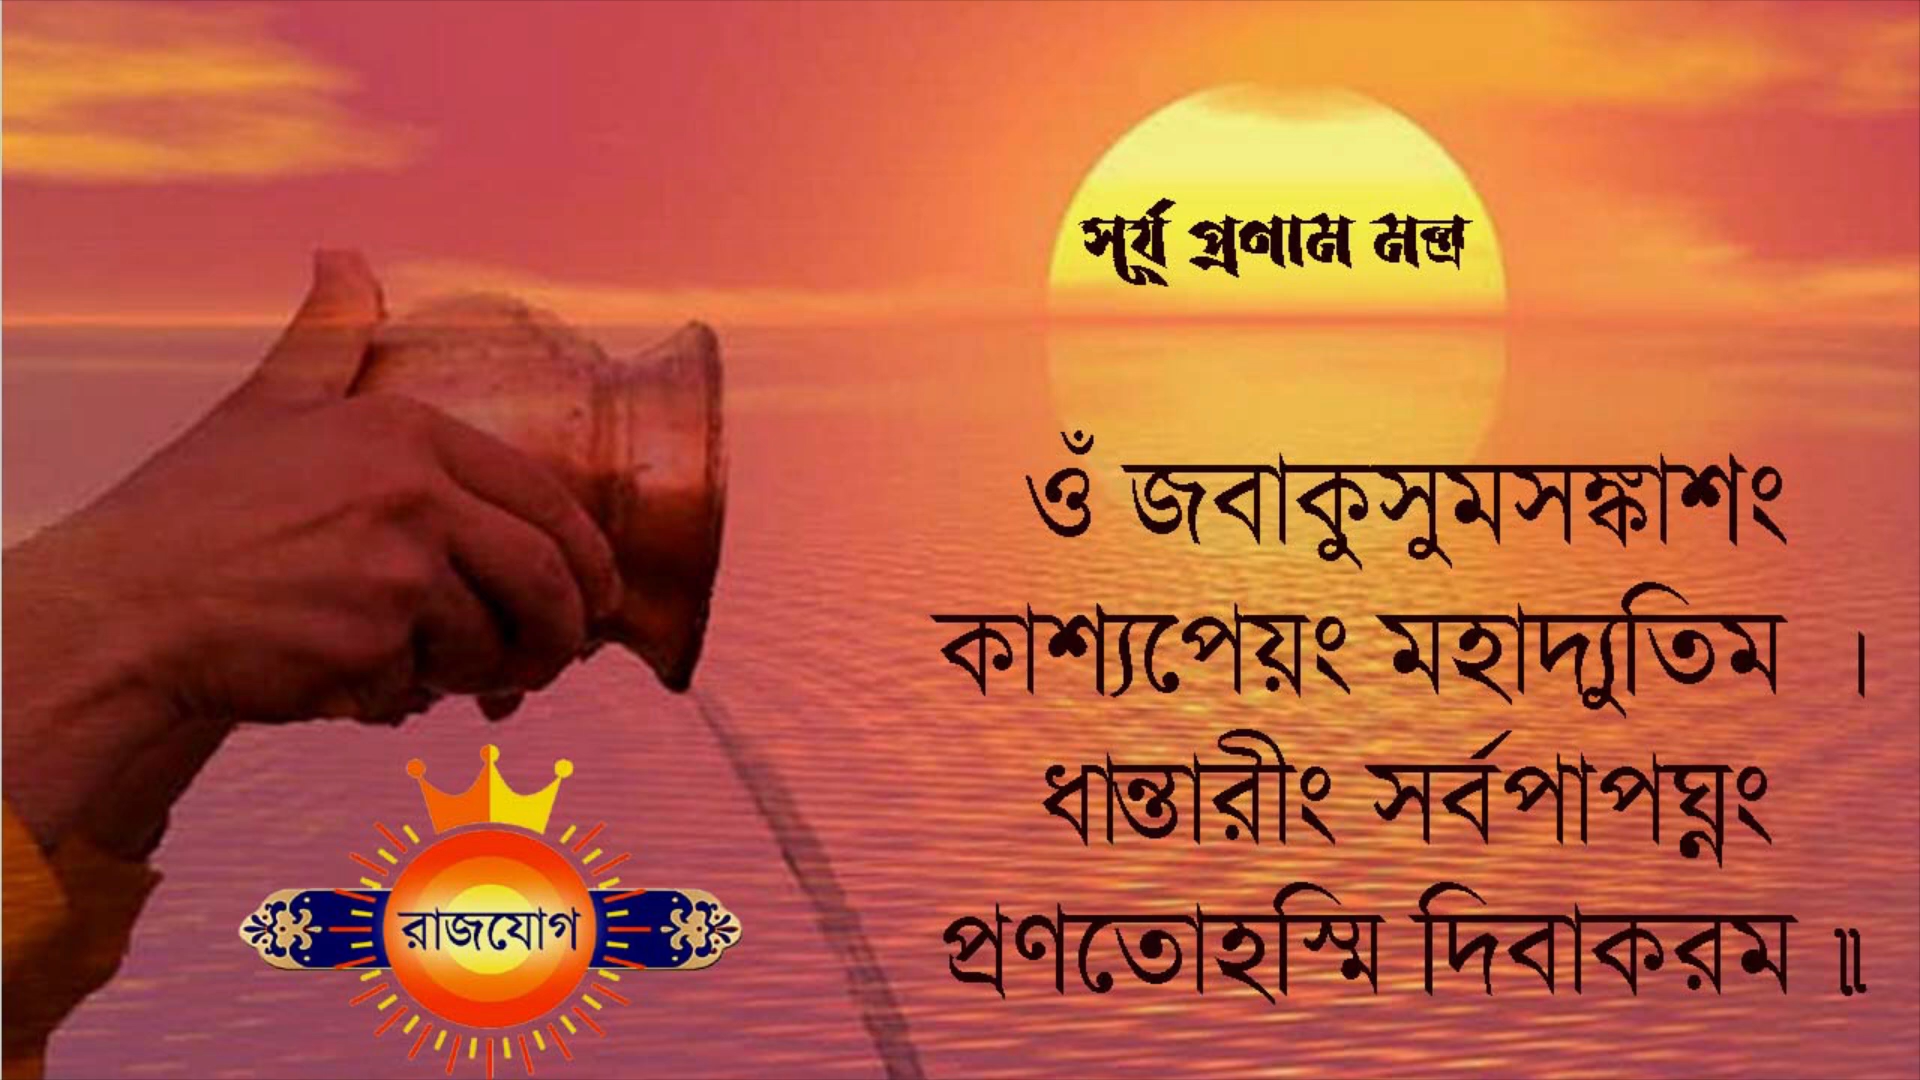 সূর্য প্রণাম মন্ত্র
ওঁ জবাকুসুমসঙ্কাশং
কাশ্যপেয়ং মহাদ্যুতিম ।
ধান্তারীং সর্বপাপঘ্নং
প্রণতোহস্মি দিবাকরম ॥
রাজযোগ